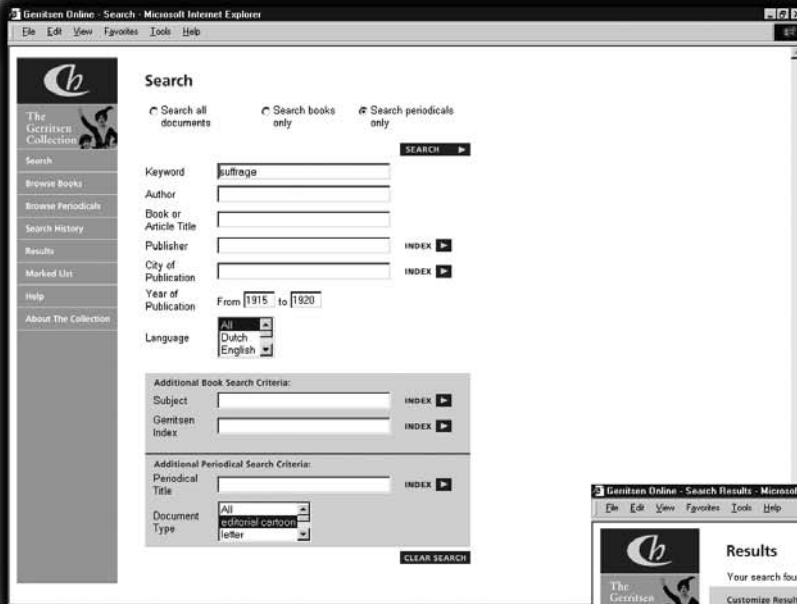 Gerritsen Online - Search - Microsoft Internet Explorer
File Edit View Favorites Tools Help
Ch
The
Gerritsen
Collection
Search
Browse Books
Browse Periodicals
Search History
Results
Marked List
Help
About The Collection
Search
Search all
documents
Search books
only
Search periodicals
only
SEARCH
Keyword suffrage
Author
Book or
Article Title
Publisher INDEX
City of
Publication INDEX
Year of
Publication From 1915 to 1920
Language
All
Dutch
English
Additional Book Search Criteria:
Subject INDEX
Gerritsen
Index INDEX
Additional Periodical Search Criteria:
Periodical
Title INDEX
Document
Type
All
editorial cartoon
letter
CLEAR SEARCH
Gerritsen Online - Search Results - Microsoft
File Edit View Favorites Tools Help
Ch
The
Gerritsen
Results
Your search fou
Customize Result